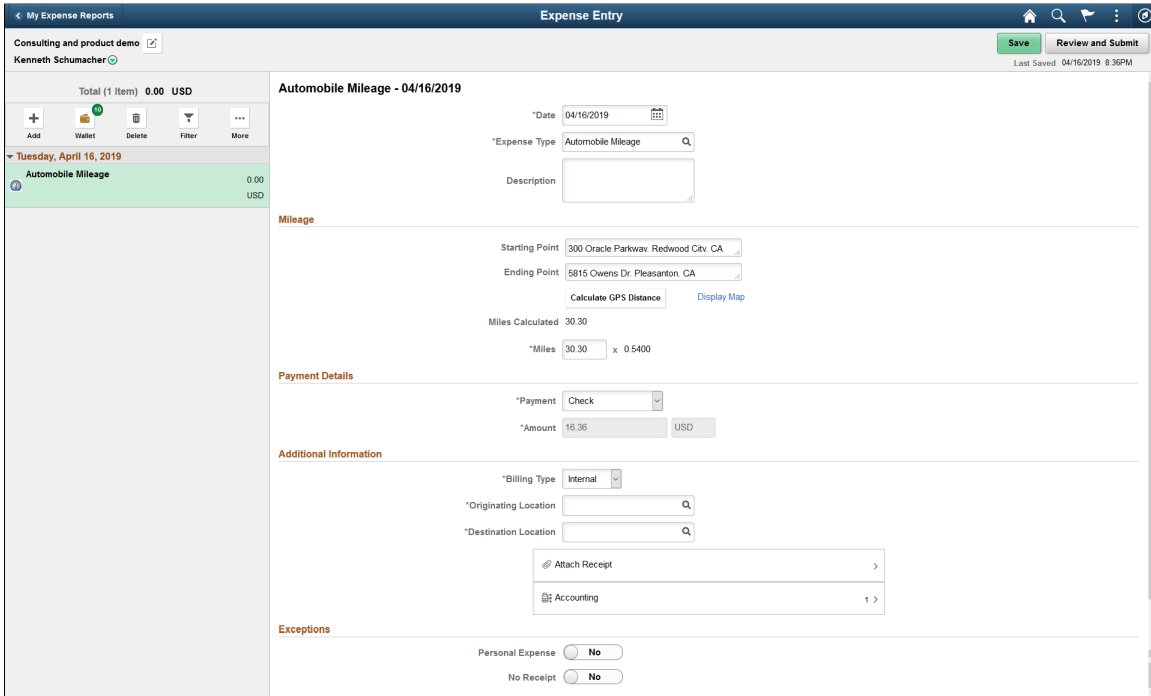 My Expense Reports
Expense Entry
Consulting and product demo
Kenneth Schumacher
Save
Review and Submit
Last Saved 04/16/2019 8:36PM
Total (1 Item) 0.00 USD
10
Add
Wallet
Delete
Filter
More
Tuesday, April 16, 2019
Automobile Mileage
0.00
USD
Automobile Mileage - 04/16/2019
*Date 04/16/2019
*Expense Type Automobile Mileage
Description
Mileage
Starting Point 300 Oracle Parkway. Redwood City. CA
Ending Point 5815 Owens Dr. Pleasanton. CA
Calculate GPS Distance Display Map
Miles Calculated 30.30
*Miles 30.30 x 0.5400
Payment Details
*Payment Check
*Amount 16.36 USD
Additional Information
*Billing Type Internal
*Originating Location
*Destination Location
Attach Receipt
Accounting 1
Exceptions
Personal Expense No
No Receipt No